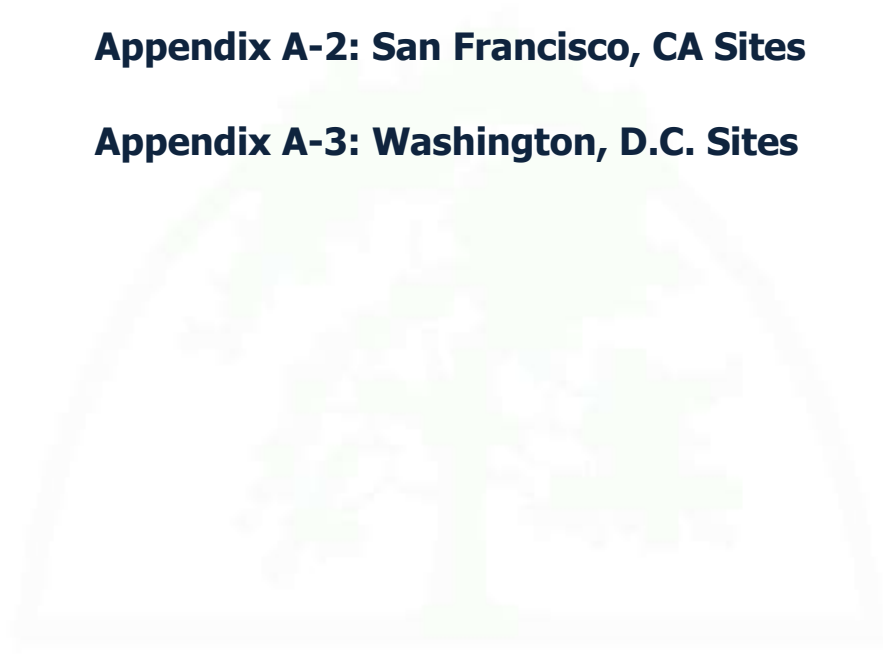 Appendix A-2: San Francisco, CA Sites
Appendix A-3: Washington, D.C. Sites